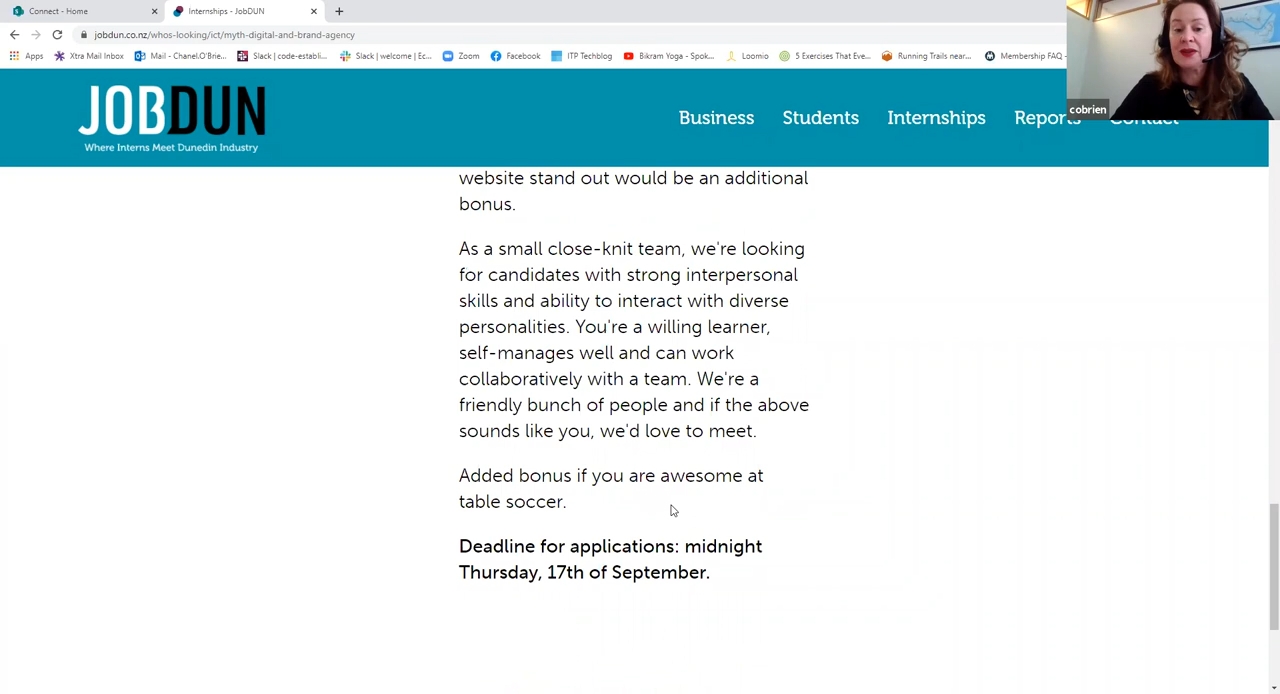 Connect - Home
Internships - JobDUN
jobdun.co.nz/whos-looking/ict/myth-digital-and-brand-agency
Apps
Xtra Mail Inbox
Mail - Chanel.O'Brie...
Slack | code-establi...
Slack | welcome | Ec...
Zoom
Facebook
ITP Techblog
Bikram Yoga - Spok...
Loomio
5 Exercises That Eve...
Running Trails near...
Membership FAQ -
cobrien
JOBDUN
Where Interns Meet Dunedin Industry
Business
Students
Internships
Reports
Contact
website stand out would be an additional
bonus.
As a small close-knit team, we're looking
for candidates with strong interpersonal
skills and ability to interact with diverse
personalities. You're a willing learner,
self-manages well and can work
collaboratively with a team. We're a
friendly bunch of people and if the above
sounds like you, we'd love to meet.
Added bonus if you are awesome at
table soccer.
Deadline for applications: midnight
Thursday, 17th of September.